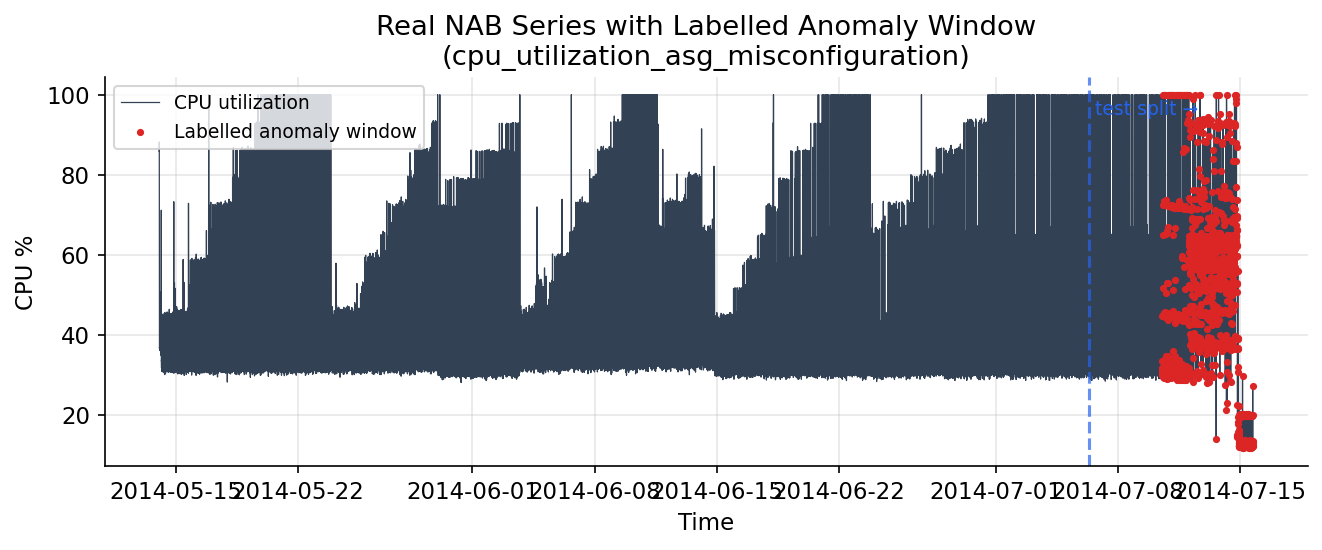 Real NAB Series with Labelled Anomaly Window
(cpu_utilization_asg_misconfiguration)
CPU utilization
Labelled anomaly window
test split →
CPU %
100
80
60
40
20
2014-05-15
2014-05-22
2014-06-01
2014-06-08
2014-06-15
2014-06-22
2014-07-01
2014-07-08
2014-07-15
Time